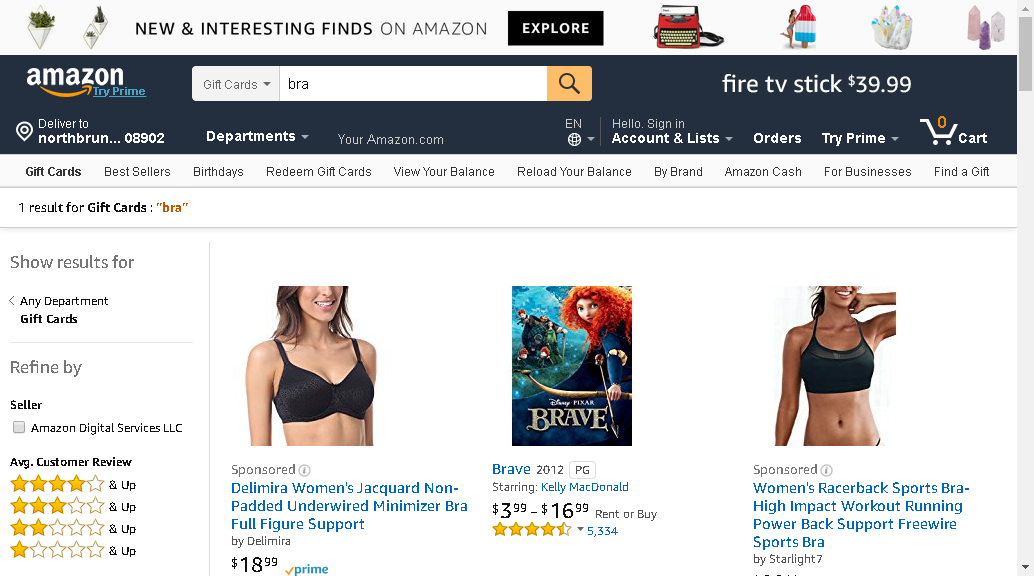 NEW & INTERESTING FINDS ON AMAZON EXPLORE
amazon
Try Prime
Gift Cards bra
fire tv stick $39.99
Deliver to
northbrun... 08902
Departments
Your Amazon.com
EN
Hello. Sign in
Account & Lists
Orders
Try Prime
0
Cart
Gift Cards Best Sellers Birthdays Redeem Gift Cards View Your Balance Reload Your Balance By Brand Amazon Cash For Businesses Find a Gift
1 result for Gift Cards : "bra"
Show results for
Any Department
Gift Cards
Refine by
Seller
Amazon Digital Services LLC
Avg. Customer Review
& Up
& Up
& Up
& Up
Sponsored
Delimira Women's Jacquard Non-
Padded Underwired Minimizer Bra
Full Figure Support
by Delimira
$18.99 prime
Disney PIXAR
BRAVE
Brave 2012 PG
Starring: Kelly MacDonald
$3.99 - $16.99 Rent or Buy
5,334
Sponsored
Women's Racerback Sports Bra-
High Impact Workout Running
Power Back Support Freewire
Sports Bra
by Starlight7